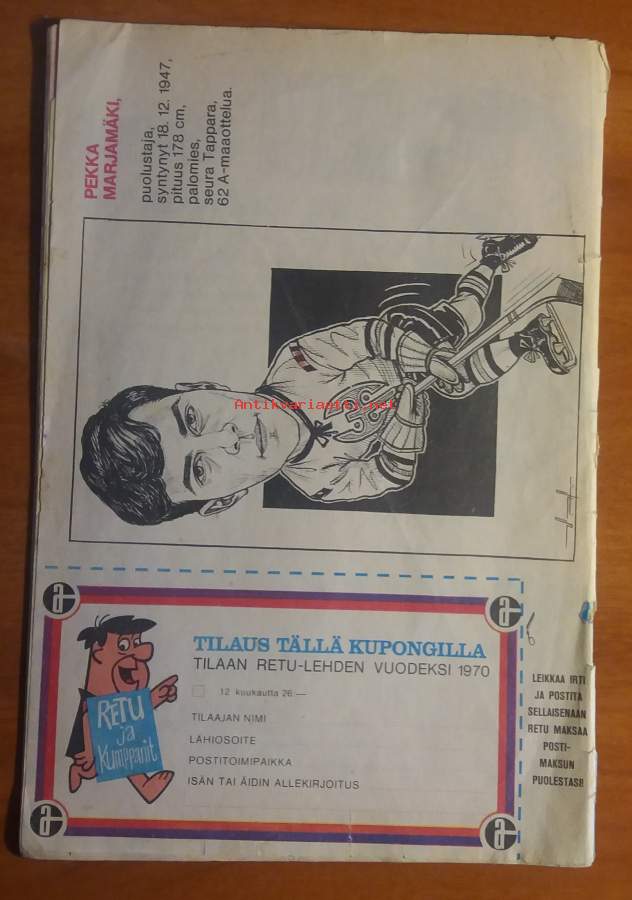 PEKKA
MARJAMÄKI,
puolustaja,
syntynyt 18. 12. 1947,
pituus 178 cm,
palomies,
seura Tappara,
62 A-maaottelua.
Antikvariaatti.net
TILAUS TÄLLÄ KUPONGILLA
TILAAN RETU-LEHDEN VUODEKSI 1970
12 kuukautta 26:—
TILAAJAN NIMI
LÄHIOSOITE
POSTITOIMIPAIKKA
ISÄN TAI ÄIDIN ALLEKIRJOITUS
RETU
ja
Kumppanit
LEIKKAA IRTI
JA POSTITA
SELLAISENAAN
RETU MAKSAA
POSTI-
MAKSUN
PUOLESTASI!